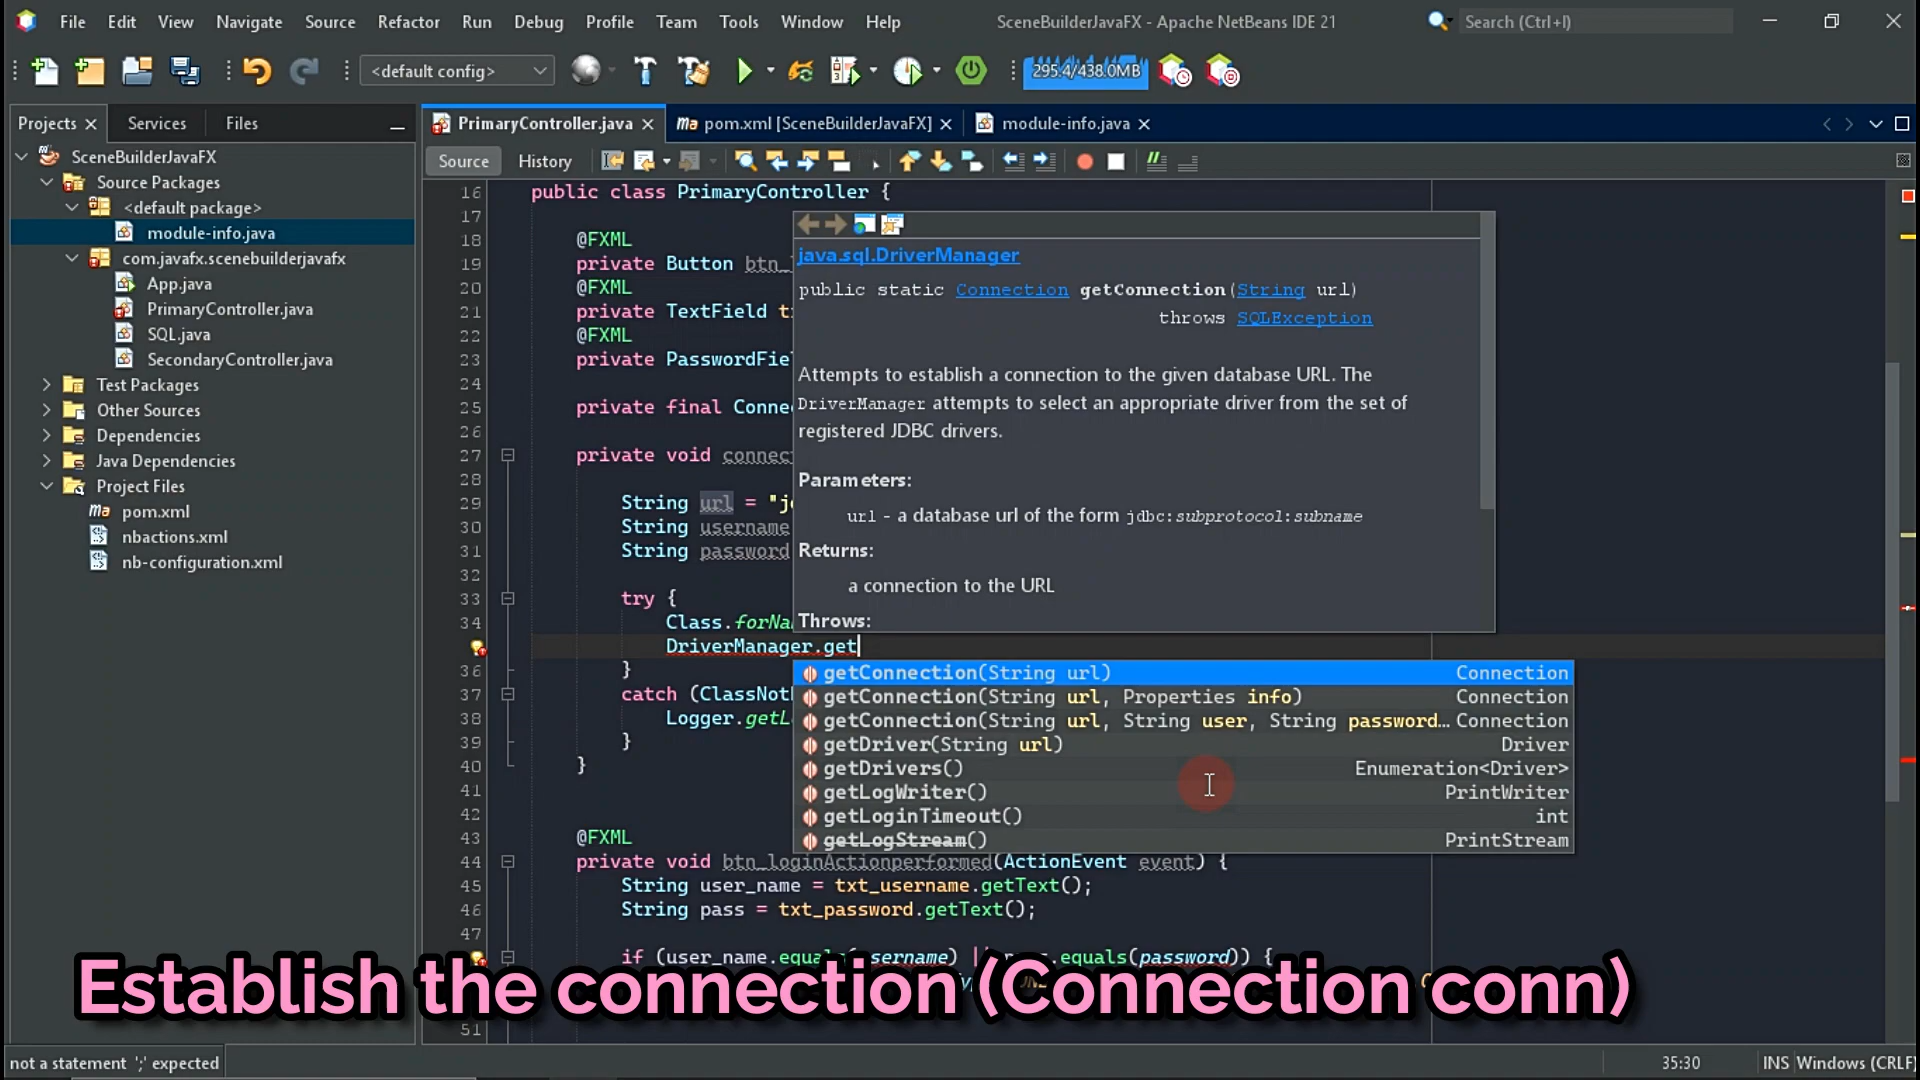 File Edit View Navigate Source Refactor Run Debug Profile Team Tools Window Help SceneBuilderJavaFX - Apache NetBeans IDE 21 Search (Ctrl+I)
<default config> 295.4/438.0MB
Projects Services Files PrimaryController.java pom.xml [SceneBuilderJavaFX] module-info.java
Source History
SceneBuilderJavaFX
Source Packages
<default package>
module-info.java
com.javafx.scenebuilderjavafx
App.java
PrimaryController.java
SQL.java
SecondaryController.java
Test Packages
Other Sources
Dependencies
Java Dependencies
Project Files
pom.xml
nbactions.xml
nb-configuration.xml
16 public class PrimaryController {
17
18 @FXML
19 private Button btn_
20 @FXML
21 private TextField
22 @FXML
23 private PasswordFiel
24
25 private final Conne
26
27 private void connect
28
29 String url = "j
30 String username
31 String password
32
33 try {
34 Class.forNa
DriverManager.get
36 }
37 catch (ClassNot
38 Logger.getL
39 }
40 }
41
42
43 @FXML
44 private void btn_loginActionperformed(ActionEvent event) {
45 String user_name = txt_username.getText();
46 String pass = txt_password.getText();
47
if (user_name.equals username) || .equals(password)) {
51
java.sql.DriverManager
public static Connection getConnection(String url)
throws SQLException
Attempts to establish a connection to the given database URL. The
DriverManager attempts to select an appropriate driver from the set of
registered JDBC drivers.
Parameters:
url - a database url of the form jdbc:subprotocol:subname
Returns:
a connection to the URL
Throws:
getConnection(String url) Connection
getConnection(String url, Properties info) Connection
getConnection(String url, String user, String password… Connection
getDriver(String url) Driver
getDrivers() Enumeration<Driver>
getLogWriter() PrintWriter
getLoginTimeout() int
getLogStream() PrintStream
Establish the connection (Connection conn)
not a statement ';' expected 35:30 INS Windows (CRLF